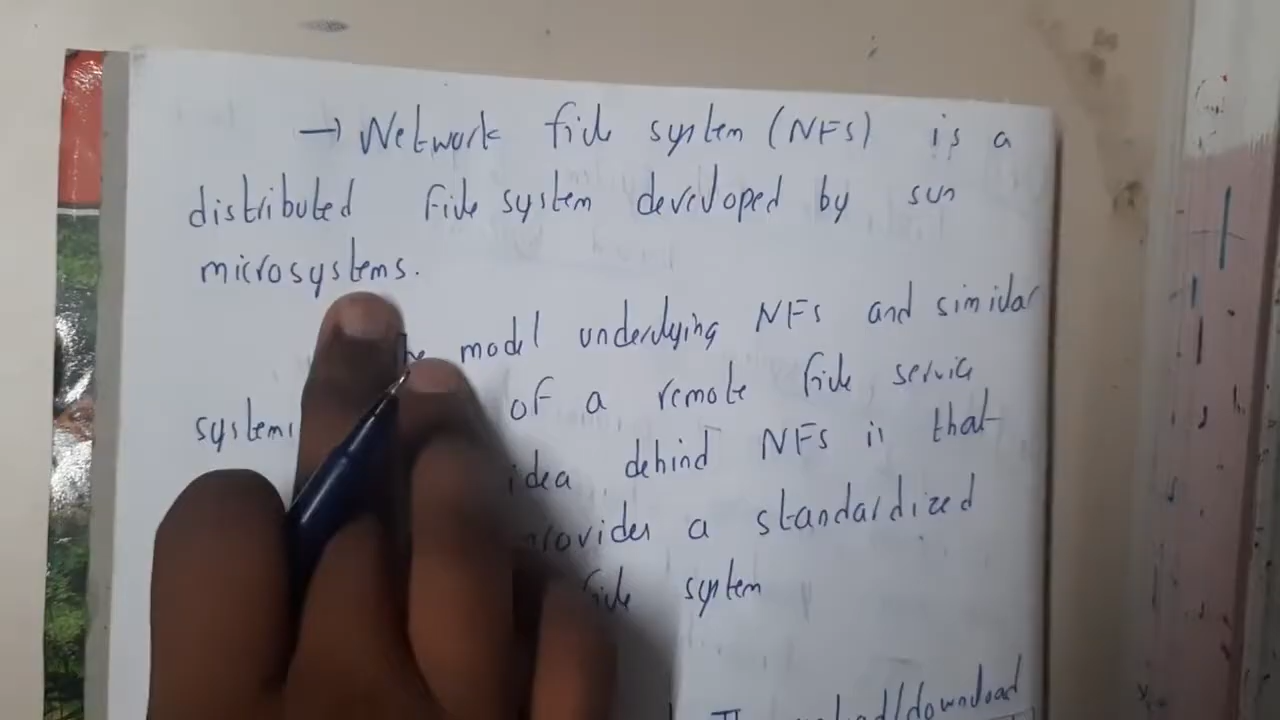 → Network file system (NFS) is a
distributed file system developed by sun
microsystems.
model underlying NFS and similar
systems of a remote file service
idea behind NFS is that
provides a standardized
file system
/download